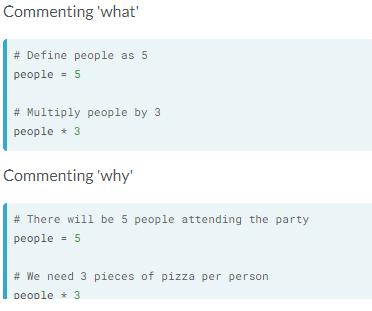 Commenting 'what'
# Define people as 5
people = 5
# Multiply people by 3
people * 3
Commenting 'why'
# There will be 5 people attending the party
people = 5
# We need 3 pieces of pizza per person
people * 3